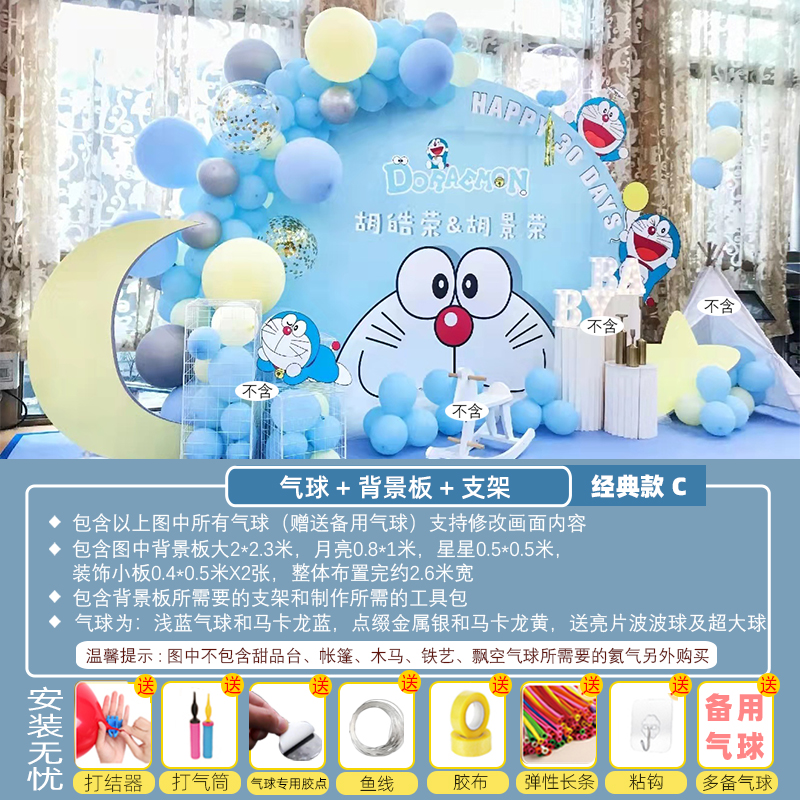 HAPPY 30 DAYS
DORAEMON
胡皓荣&胡景荣
BA
BY
不含
不含
不含
不含
气球+背景板+支架
经典款 C
◆ 包含以上图中所有气球（赠送备用气球）支持修改画面内容
◆ 包含图中背景板大2*2.3米，月亮0.8*1米，星星0.5*0.5米，
装饰小板0.4*0.5米X2张，整体布置完约2.6米宽
◆ 包含背景板所需要的支架和制作所需的工具包
◆ 气球为：浅蓝气球和马卡龙蓝，点缀金属银和马卡龙黄，送亮片波波球及超大球
温馨提示：图中不包含甜品台、帐篷、木马、铁艺、飘空气球所需要的氦气另外购买
安装无忧
送
送
送
送
送
送
送
送
备用
气球
打结器
打气筒
气球专用胶点
鱼线
胶布
弹性长条
粘钩
多备气球